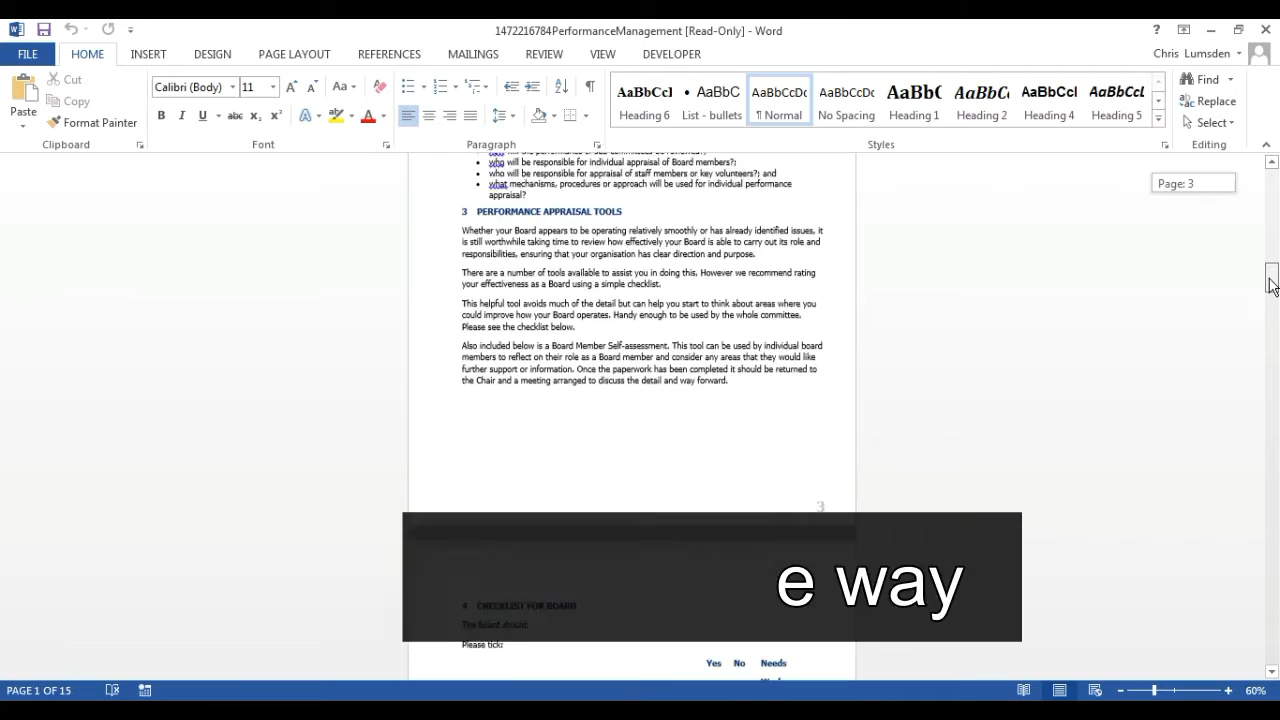 1472216784PerformanceManagement [Read-Only] - Word
FILE HOME INSERT DESIGN PAGE LAYOUT REFERENCES MAILINGS REVIEW VIEW DEVELOPER
Chris Lumsden
Paste
Cut
Copy
Format Painter
Clipboard
Calibri (Body) 11
Font
Paragraph
AaBbCcI AaBbC AaBbCcDc AaBbCcDc AaBbC AaBbCc AaBbCc AaBbCcL
Heading 6 List - bullets ¶ Normal No Spacing Heading 1 Heading 2 Heading 4 Heading 5
Styles
Find
Replace
Select
Editing
Page: 3
• who will be responsible for individual appraisal of Board members?;
• who will be responsible for appraisal of staff members or key volunteers?; and
• what mechanisms, procedures or approach will be used for individual performance
appraisal?
3 PERFORMANCE APPRAISAL TOOLS
Whether your Board appears to be operating relatively smoothly or has already identified issues, it
is still worthwhile taking time to review how effectively your Board is able to carry out its role and
responsibilities, ensuring that your organisation has clear direction and purpose.
There are a number of tools available to assist you in doing this. However we recommend rating
your effectiveness as a Board using a simple checklist.
This helpful tool avoids much of the detail but can help you start to think about areas where you
could improve how your Board operates. Handy enough to be used by the whole committee.
Please see the checklist below.
Also included below is a Board Member Self-assessment. This tool can be used by individual board
members to reflect on their role as a Board member and consider any areas that they would like
further support or information. Once the paperwork has been completed it should be returned to
the Chair and a meeting arranged to discuss the detail and way forward.
3
e way
4 CHECKLIST FOR BOARD
The Board should:
Please tick:
Yes No Needs
PAGE 1 OF 15
60%